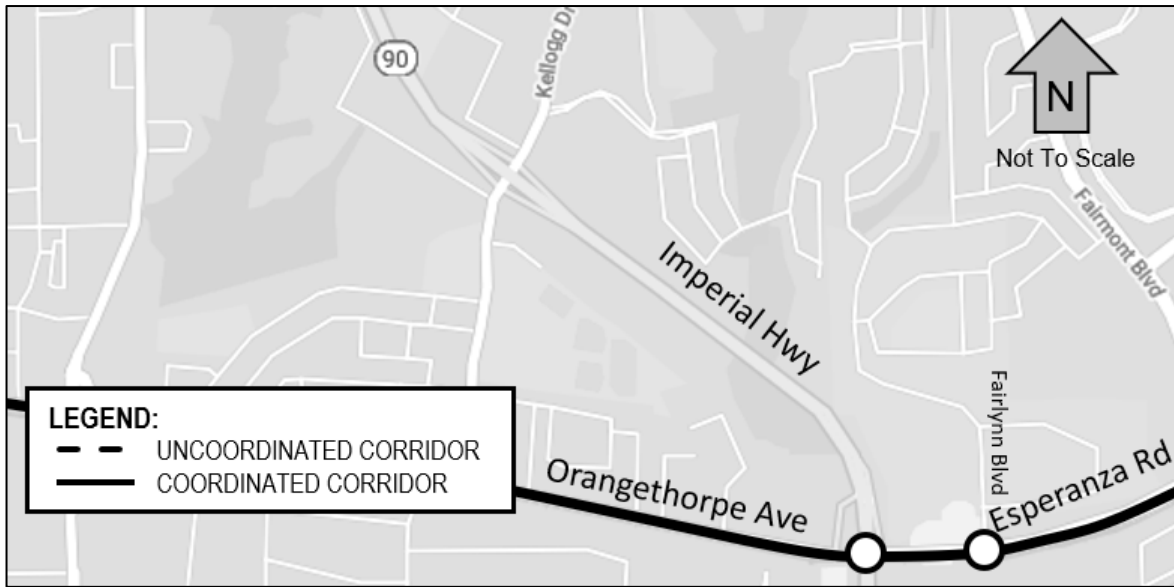 90
Kellogg Dr
N
Not To Scale
Fairmont Blvd
Imperial Hwy
Fairlynn Blvd
LEGEND:
UNCOORDINATED CORRIDOR
COORDINATED CORRIDOR
Orangethorpe Ave
Esperanza Rd